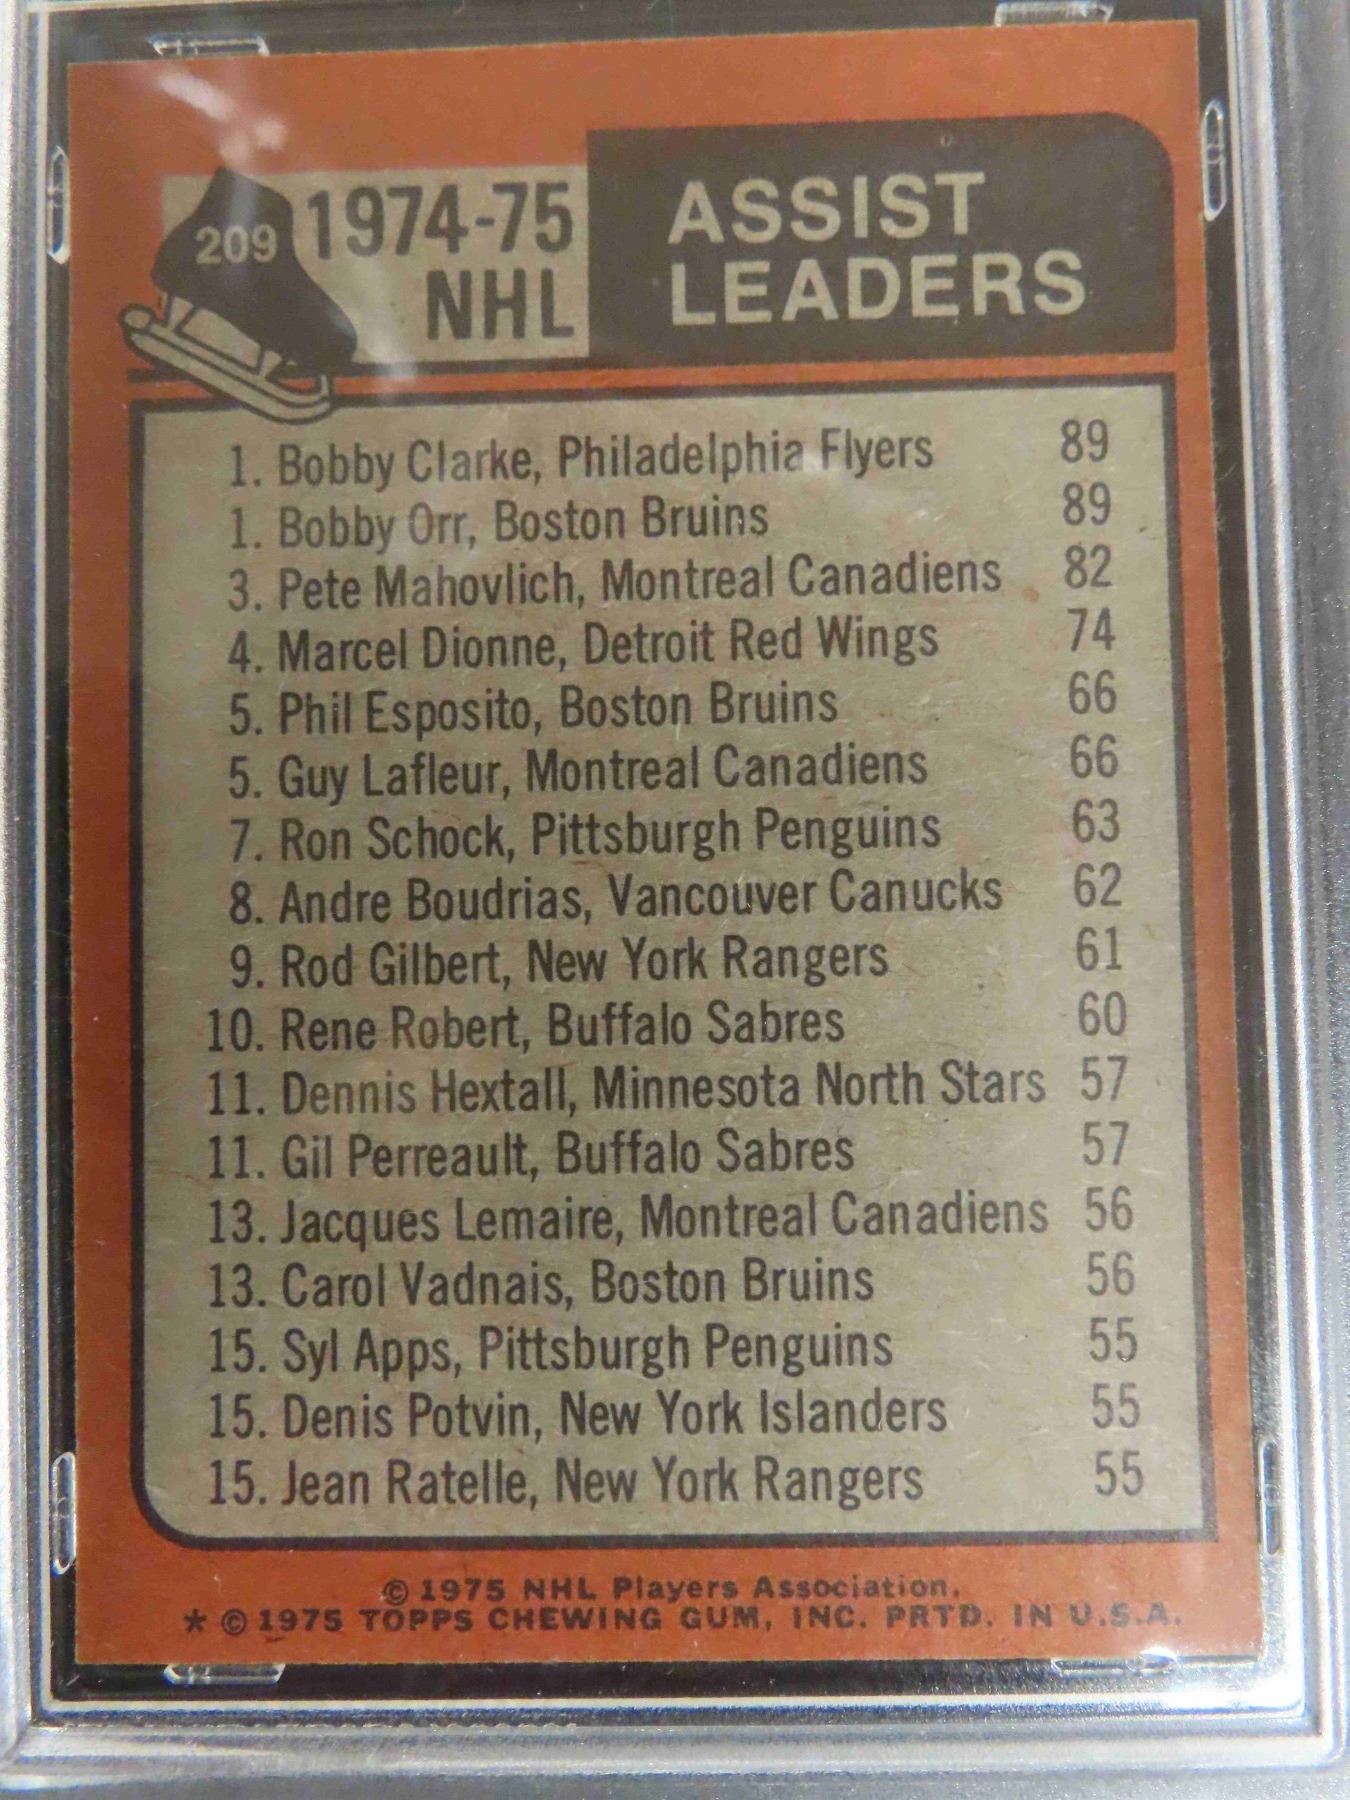 209
1974-75
NHL
ASSIST
LEADERS
1. Bobby Clarke, Philadelphia Flyers 89
1. Bobby Orr, Boston Bruins 89
3. Pete Mahovlich, Montreal Canadiens 82
4. Marcel Dionne, Detroit Red Wings 74
5. Phil Esposito, Boston Bruins 66
5. Guy Lafleur, Montreal Canadiens 66
7. Ron Schock, Pittsburgh Penguins 63
8. Andre Boudrias, Vancouver Canucks 62
9. Rod Gilbert, New York Rangers 61
10. Rene Robert, Buffalo Sabres 60
11. Dennis Hextall, Minnesota North Stars 57
11. Gil Perreault, Buffalo Sabres 57
13. Jacques Lemaire, Montreal Canadiens 56
13. Carol Vadnais, Boston Bruins 56
15. Syl Apps, Pittsburgh Penguins 55
15. Denis Potvin, New York Islanders 55
15. Jean Ratelle, New York Rangers 55
© 1975 NHL Players Association.
* © 1975 TOPPS CHEWING GUM, INC. PRTD. IN U.S.A.